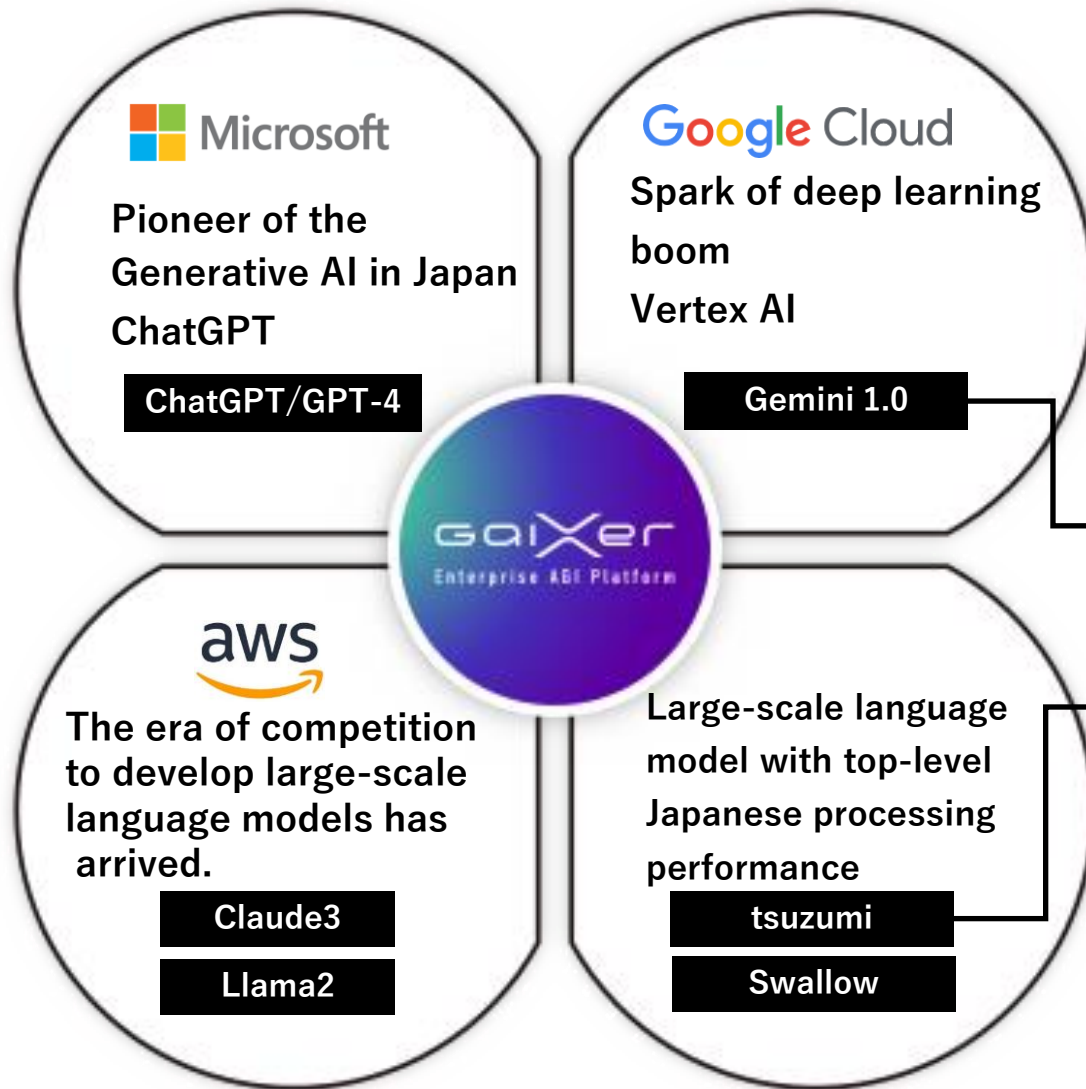 Microsoft
Pioneer of the
Generative AI in Japan
ChatGPT
ChatGPT/GPT-4
Google Cloud
Spark of deep learning
boom
Vertex AI
Gemini 1.0
GaiXer
Enterprise AGI Platform
aws
The era of competition
to develop large-scale
language models has
arrived.
Claude3
Llama2
Large-scale language
model with top-level
Japanese processing
performance
tsuzumi
Swallow